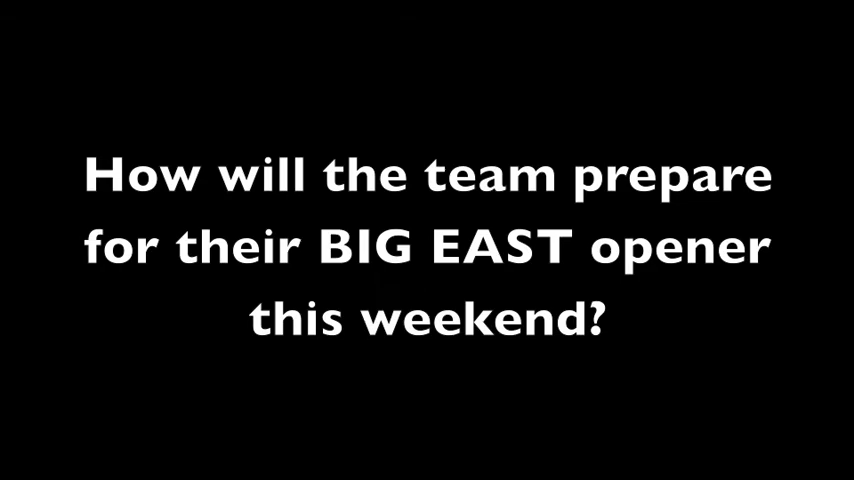 How will the team prepare
for their BIG EAST opener
this weekend?